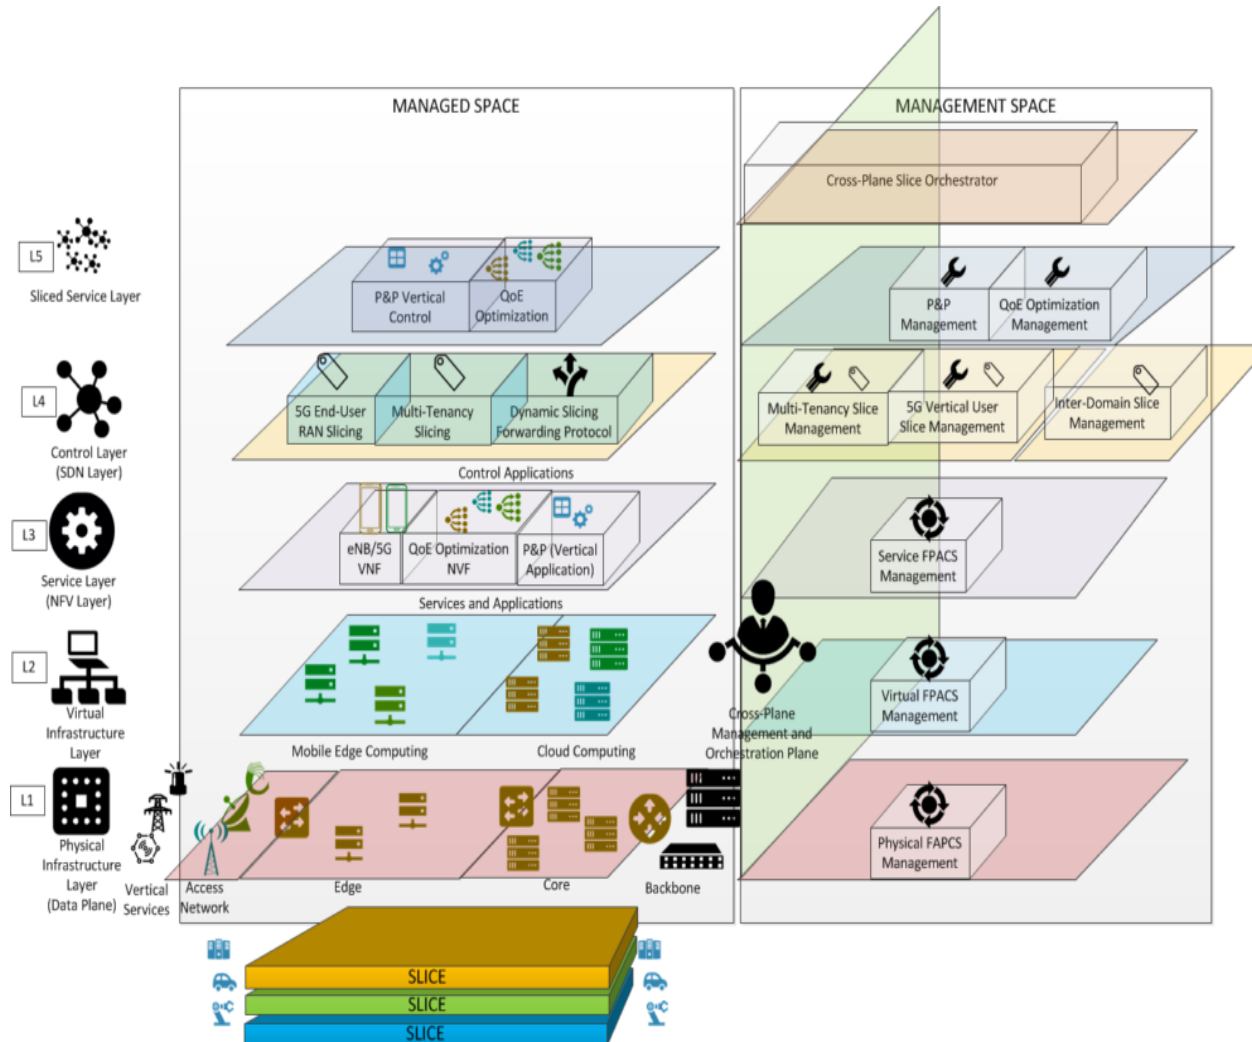 MANAGED SPACE
MANAGEMENT SPACE
Cross-Plane Slice Orchestrator
L5
Sliced Service Layer
P&P Vertical
Control
QoE
Optimization
P&P
Management
QoE Optimization
Management
L4
Control Layer
(SDN Layer)
5G End-User
RAN Slicing
Multi-Tenancy
Slicing
Dynamic Slicing
Forwarding Protocol
Control Applications
Multi-Tenancy Slice
Management
5G Vertical User
Slice Management
Inter-Domain Slice
Management
L3
Service Layer
(NFV Layer)
eNB/5G
VNF
QoE Optimization
NVF
P&P (Vertical
Application)
Services and Applications
Service FPACS
Management
L2
Virtual
Infrastructure
Layer
Mobile Edge Computing
Cloud Computing
Cross-Plane
Management and
Orchestration Plane
Virtual FPACS
Management
L1
Physical
Infrastructure
Layer
(Data Plane)
Vertical
Services
Access
Network
Edge
Core
Backbone
Physical FAPCS
Management
SLICE
SLICE
SLICE